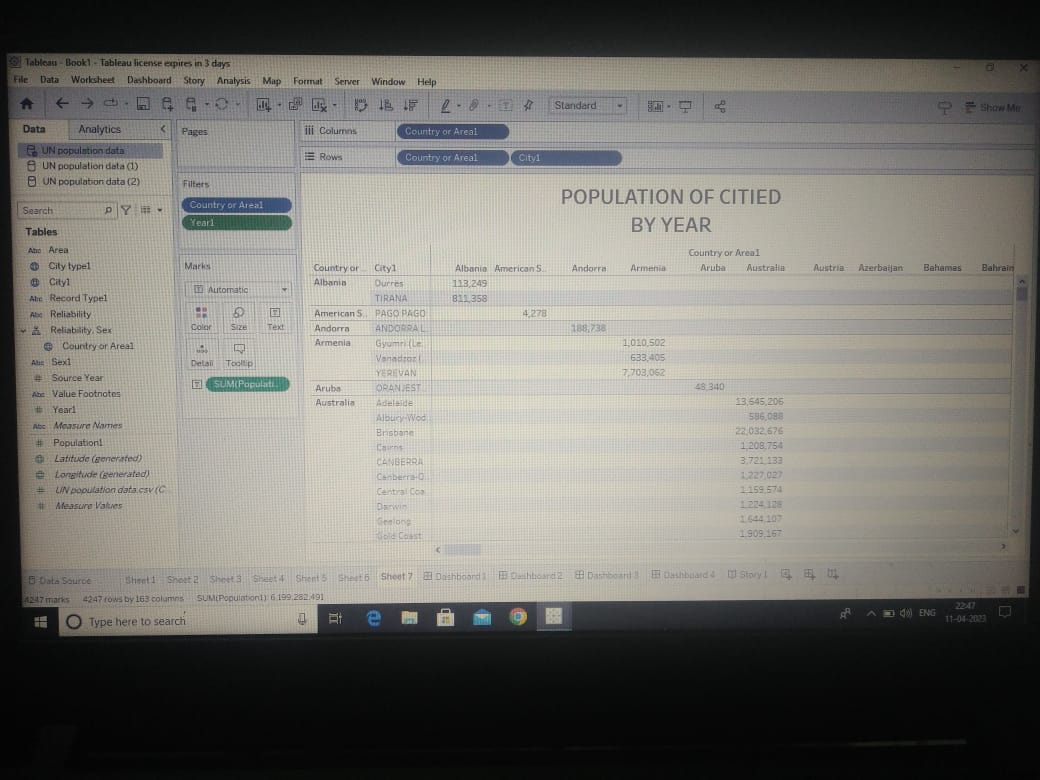 Tableau - Book1 - Tableau license expires in 3 days
File Data Worksheet Dashboard Story Analysis Map Format Server Window Help
Standard Show Me
Data Analytics Pages Columns Country or Area1
UN population data
UN population data (1)
UN population data (2)
Rows Country or Area1 City1
Filters
Country or Area1
Year1
POPULATION OF CITIED
BY YEAR
Search
Tables
Abc Area
City type1
City1
Abc Record Type1
Abc Reliability
Reliability, Sex
Country or Area1
Abc Sex1
# Source Year
Abc Value Footnotes
# Year1
Abc Measure Names
# Population1
Latitude (generated)
Longitude (generated)
# UN population data.csv (C...
# Measure Values
Marks
Automatic
Color Size Text
Detail Tooltip
SUM(Populati..
Country or Area1
Country or .. City1 Albania American S.. Andorra Armenia Aruba Australia Austria Azerbaijan Bahamas Bahrain
Albania Durres 113,249
TIRANA 811,358
American S.. PAGO PAGO 4,278
Andorra ANDORRA L.. 188,738
Armenia Gyumri (Le.. 1,010,502
Vanadzor (.. 633,405
YEREVAN 7,703,062
Aruba ORANJEST.. 48,340
Australia Adelaide 13,645,206
Albury-Wod.. 586,088
Brisbane 22,032,676
Cairns 1,208,754
CANBERRA 3,721,133
Canberra-Q.. 1,227,027
Central Coa.. 1,159,574
Darwin 1,224,128
Geelong 1,644,107
Gold Coast 1,909,167
Data Source Sheet 1 Sheet 2 Sheet 3 Sheet 4 Sheet 5 Sheet 6 Sheet 7 Dashboard 1 Dashboard 2 Dashboard 3 Dashboard 4 Story 1
4247 marks 4247 rows by 163 columns SUM(Population1): 6,199,282,491
Type here to search ENG 22:47
11-04-2023